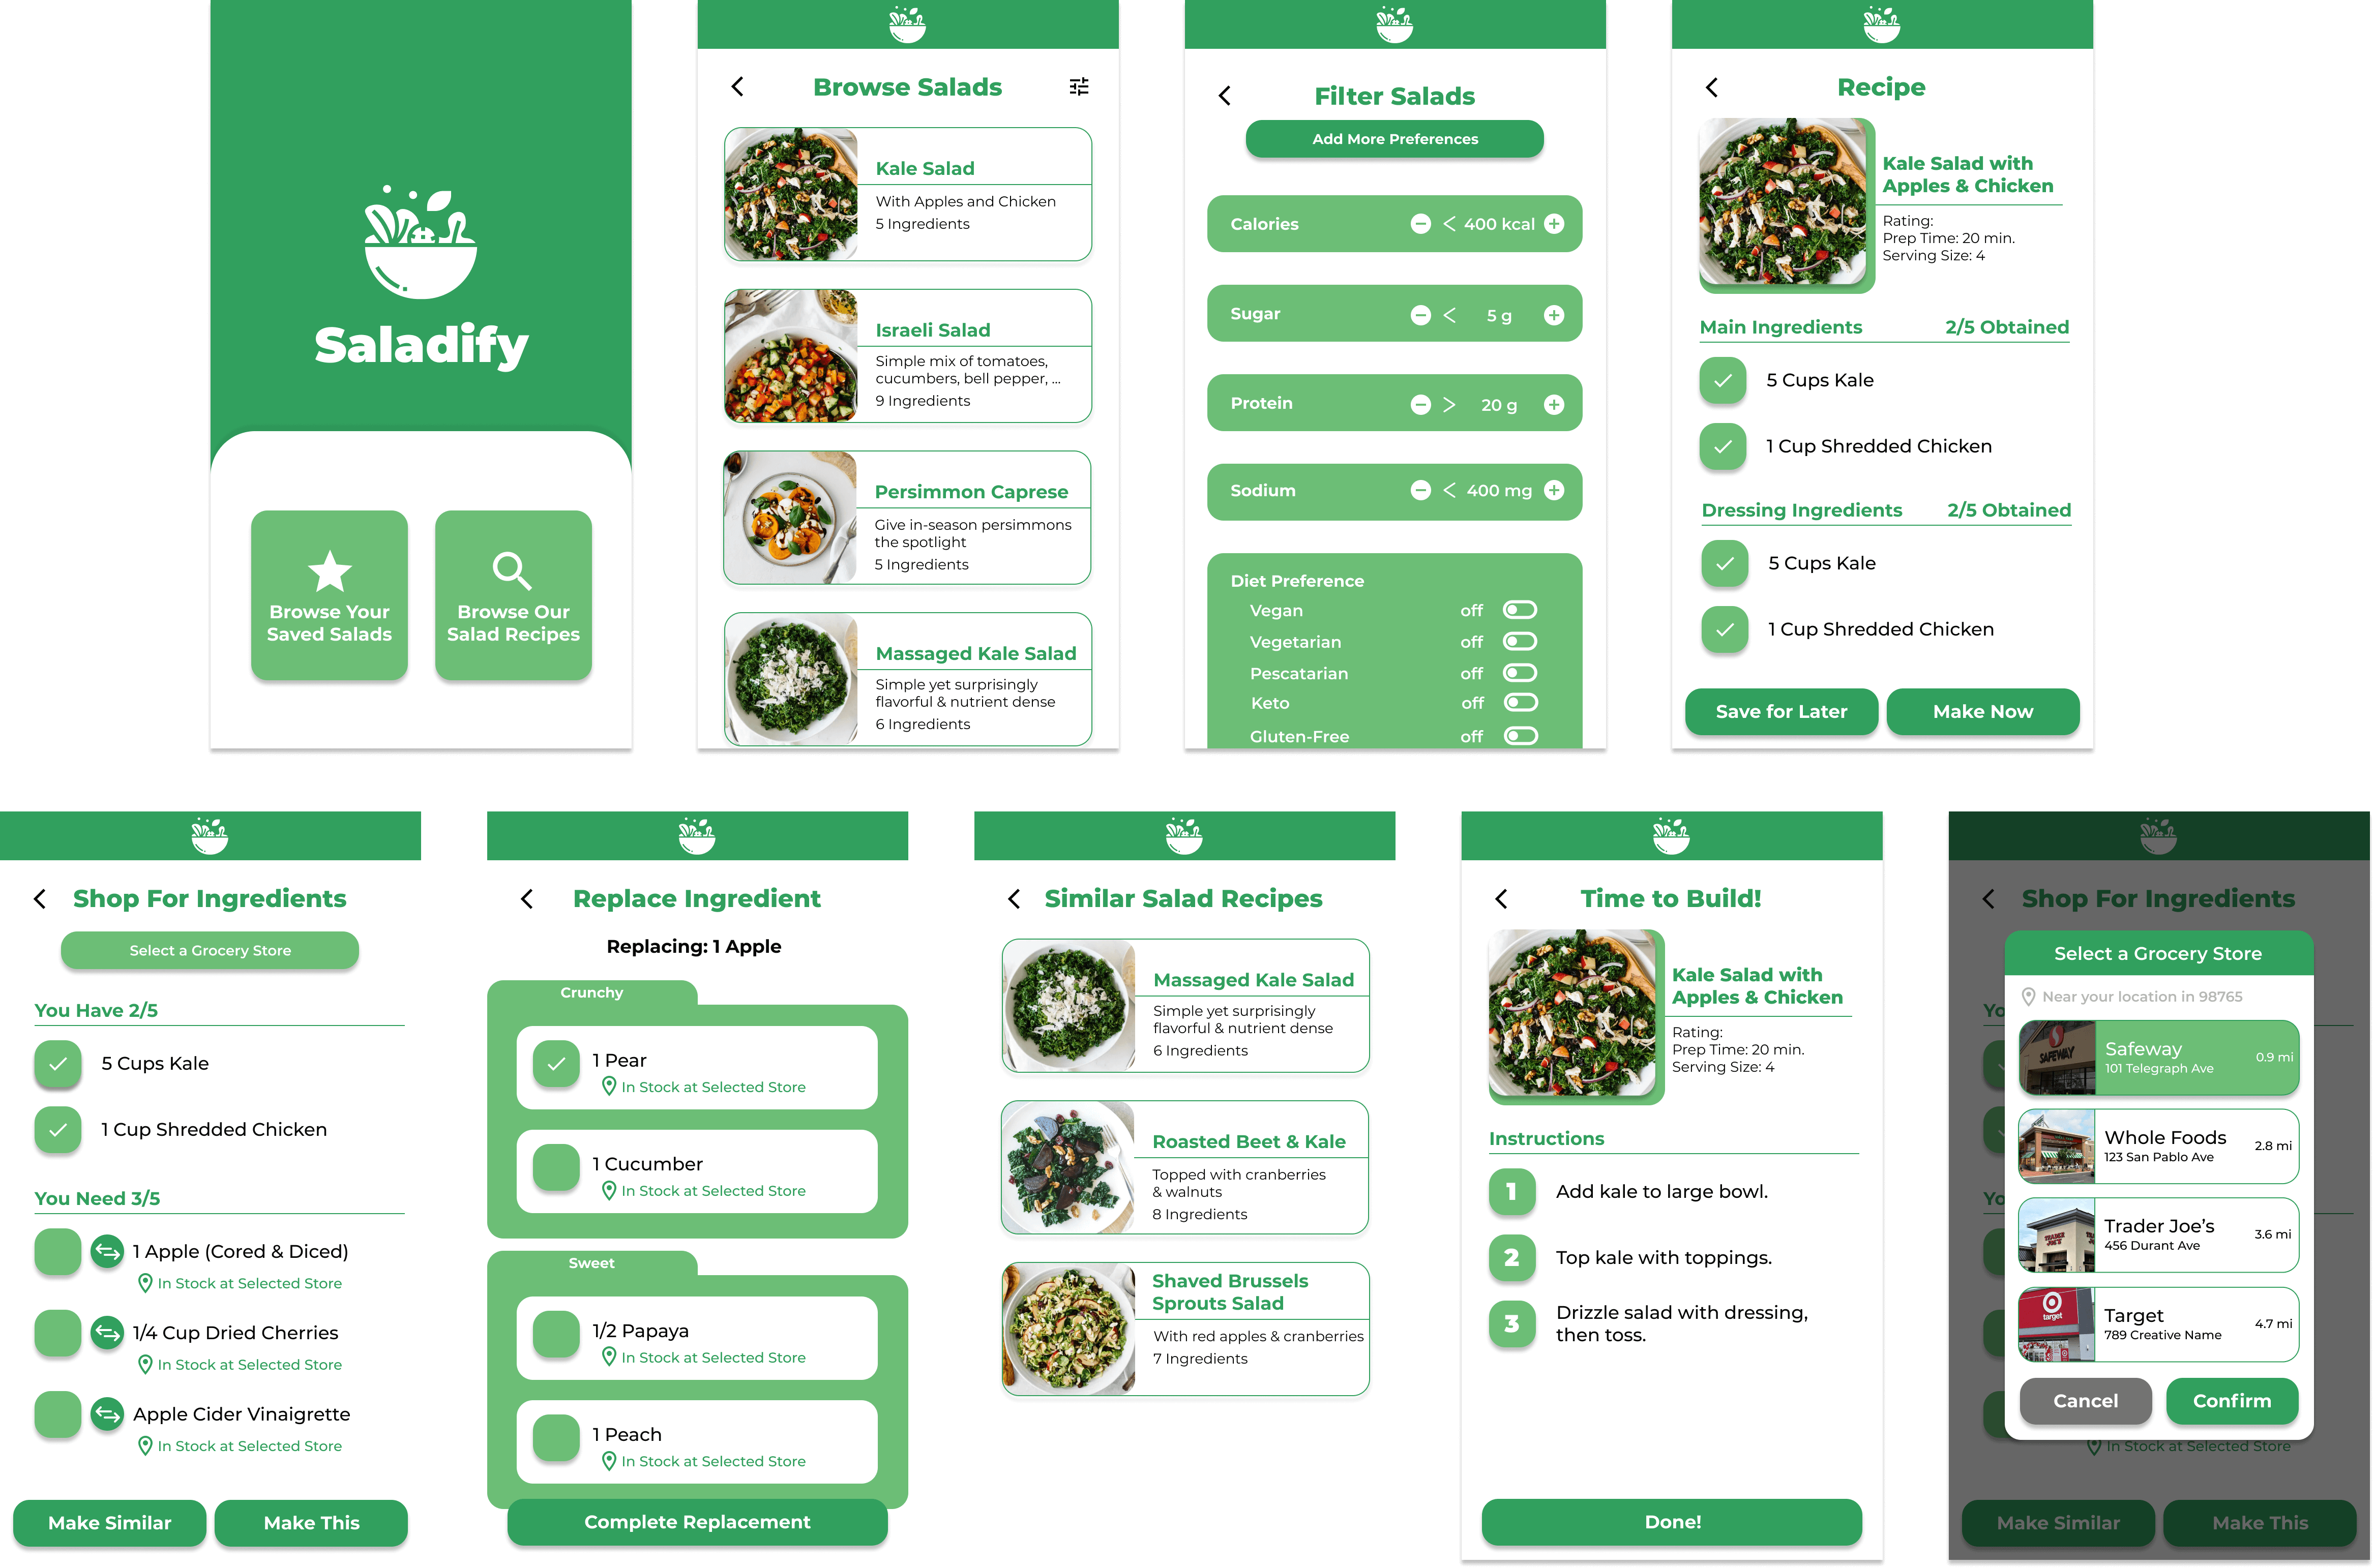 Saladify
Browse Your
Saved Salads
Browse Our
Salad Recipes
Browse Salads
Kale Salad
With Apples and Chicken
5 Ingredients
Israeli Salad
Simple mix of tomatoes,
cucumbers, bell pepper, ...
9 Ingredients
Persimmon Caprese
Give in-season persimmons
the spotlight
5 Ingredients
Massaged Kale Salad
Simple yet surprisingly
flavorful & nutrient dense
6 Ingredients
Filter Salads
Add More Preferences
Calories < 400 kcal
Sugar < 5 g
Protein > 20 g
Sodium < 400 mg
Diet Preference
Vegan off
Vegetarian off
Pescatarian off
Keto off
Gluten-Free off
Recipe
Kale Salad with
Apples & Chicken
Rating:
Prep Time: 20 min.
Serving Size: 4
Main Ingredients 2/5 Obtained
5 Cups Kale
1 Cup Shredded Chicken
Dressing Ingredients 2/5 Obtained
5 Cups Kale
1 Cup Shredded Chicken
Save for Later Make Now
Shop For Ingredients
Select a Grocery Store
You Have 2/5
5 Cups Kale
1 Cup Shredded Chicken
You Need 3/5
1 Apple (Cored & Diced)
In Stock at Selected Store
1/4 Cup Dried Cherries
In Stock at Selected Store
Apple Cider Vinaigrette
In Stock at Selected Store
Make Similar Make This
Replace Ingredient
Replacing: 1 Apple
Crunchy
1 Pear
In Stock at Selected Store
1 Cucumber
In Stock at Selected Store
Sweet
1/2 Papaya
In Stock at Selected Store
1 Peach
In Stock at Selected Store
Complete Replacement
Similar Salad Recipes
Massaged Kale Salad
Simple yet surprisingly
flavorful & nutrient dense
6 Ingredients
Roasted Beet & Kale
Topped with cranberries
& walnuts
8 Ingredients
Shaved Brussels
Sprouts Salad
With red apples & cranberries
7 Ingredients
Time to Build!
Kale Salad with
Apples & Chicken
Rating:
Prep Time: 20 min.
Serving Size: 4
Instructions
1 Add kale to large bowl.
2 Top kale with toppings.
3 Drizzle salad with dressing,
then toss.
Done!
Shop For Ingredients
Select a Grocery Store
Near your location in 98765
Yo
SAFEWAY
Safeway
101 Telegraph Ave
0.9 mi
Whole Foods
123 San Pablo Ave
2.8 mi
Yo
TRADER JOE'S
Trader Joe's
456 Durant Ave
3.6 mi
target
Target
789 Creative Name
4.7 mi
Cancel Confirm
In Stock at Selected Store
Make Similar Make This